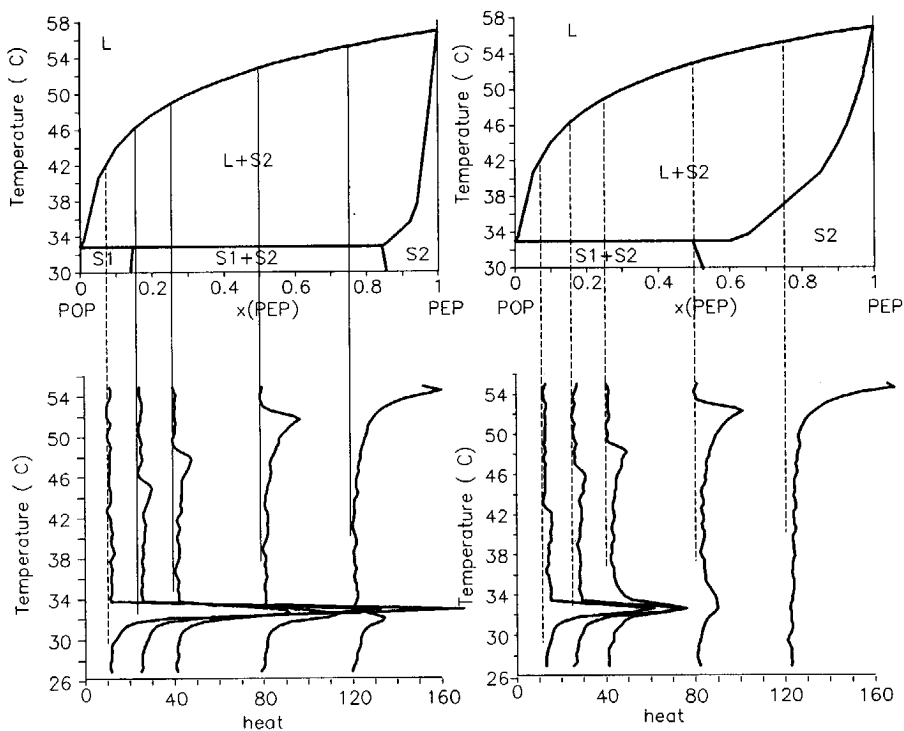 58
54
50
46
42
38
34
30
Temperature ( C)
L
L+S2
S1
S1+S2
S2
0 0.2 0.4 0.6 0.8 1
POP x(PEP) PEP
58
54
50
46
42
38
34
30
Temperature ( C)
L
L+S2
S1+S2
S2
0 0.2 0.4 0.6 0.8 1
POP x(PEP) PEP
54
50
46
42
38
34
30
26
Temperature ( C)
0 40 80 120 160
heat
54
50
46
42
38
34
30
26
Temperature ( C)
0 40 80 120 160
heat